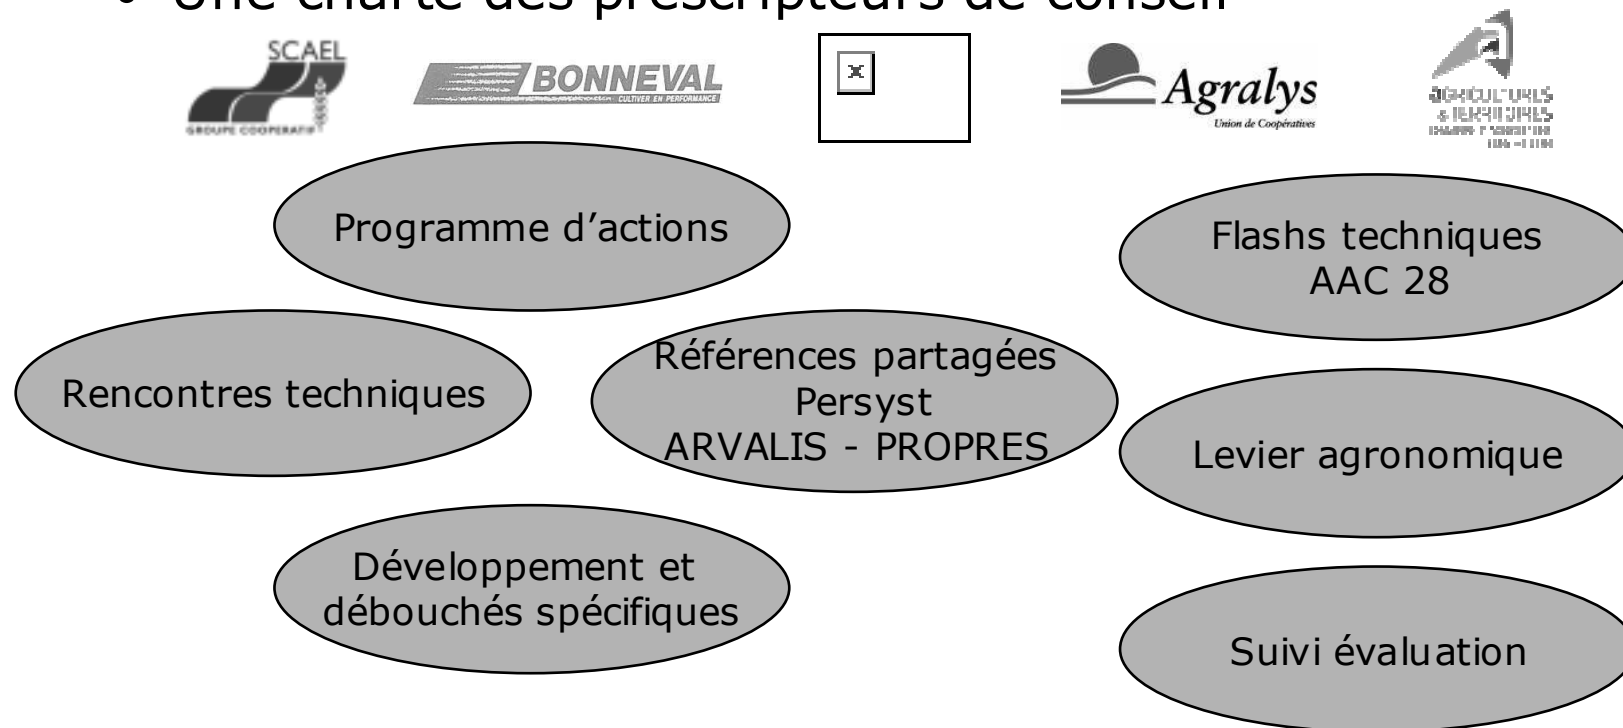 • Une charte des prescripteurs de conseil
SCAEL
GROUPE COOPERATIF
BONNEVAL
CULTIVER EN PERFORMANCE
Agralys
Union de Coopératives
AGRICULTURES
& TERRITOIRES
Programme d’actions
Flashs techniques
AAC 28
Rencontres techniques
Références partagées
Persyst
ARVALIS - PROPRES
Levier agronomique
Développement et
débouchés spécifiques
Suivi évaluation